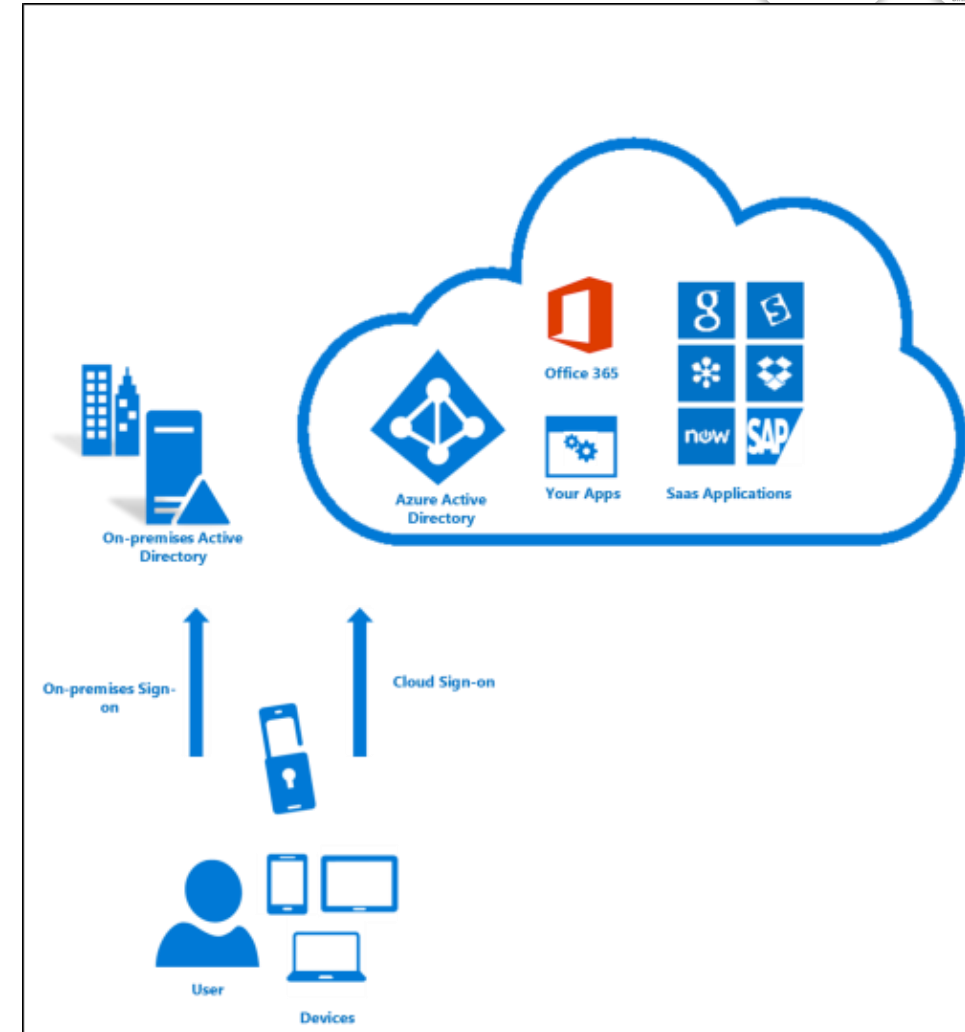 Office 365
g
now
SAP
Your Apps
Saas Applications
Azure Active
Directory
On-premises Active
Directory
On-premises Sign-
on
Cloud Sign-on
User
Devices